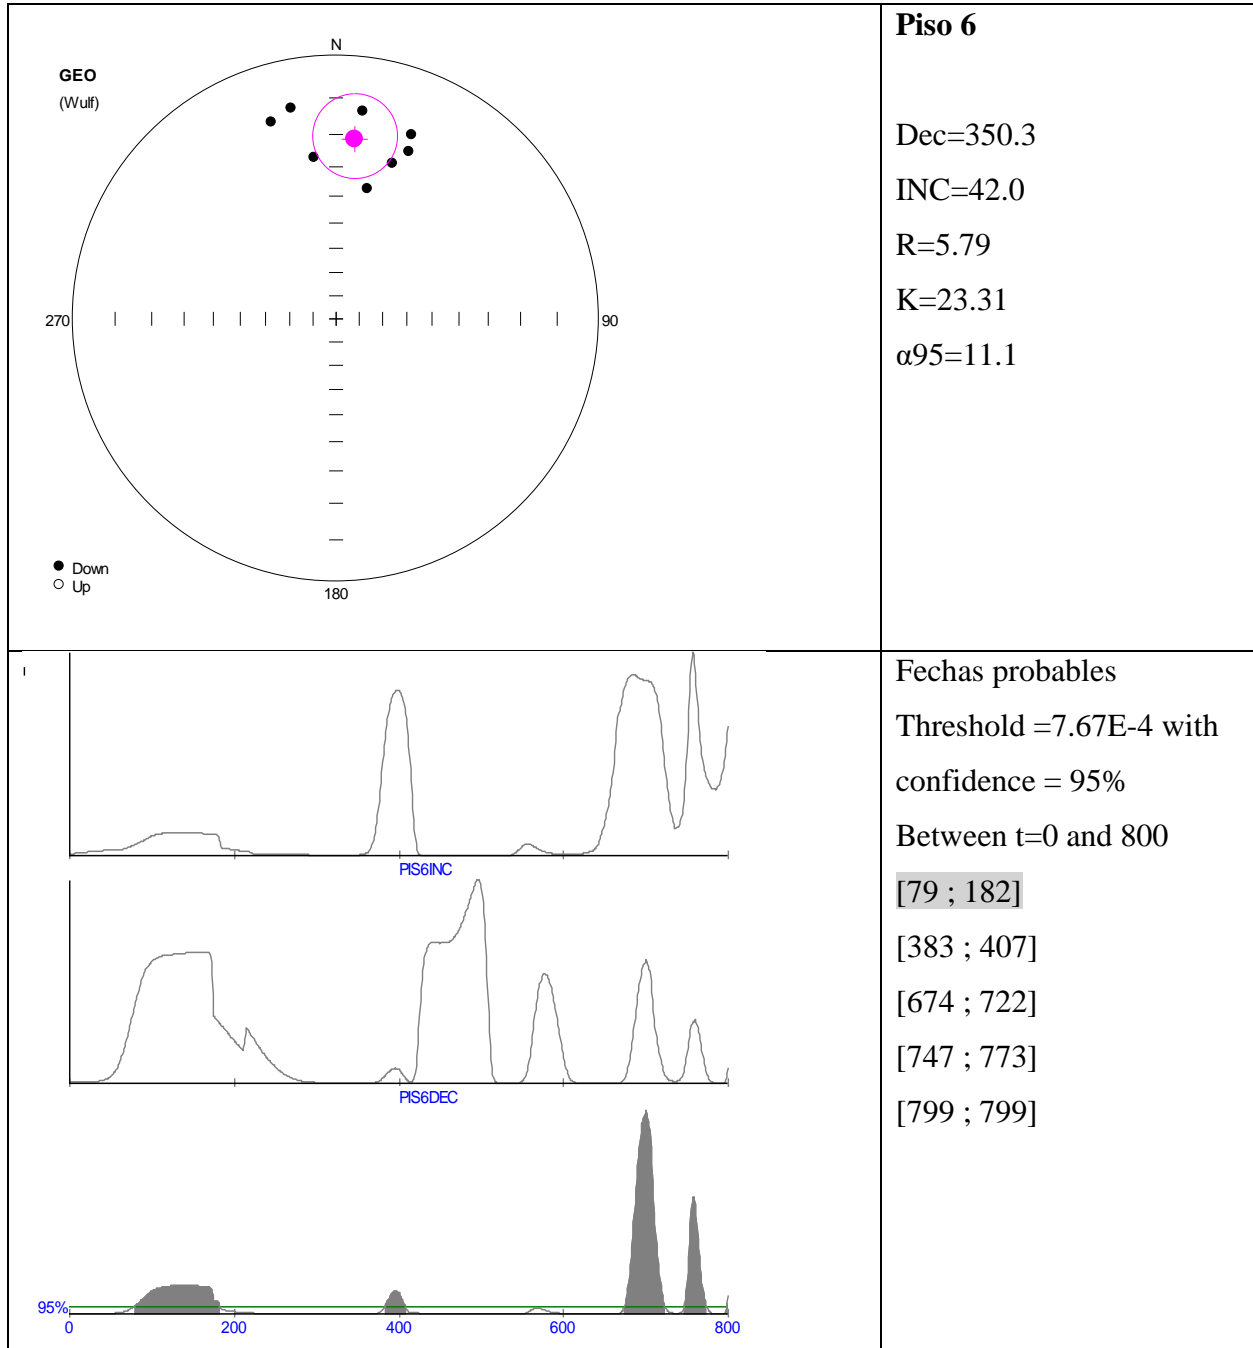 N
GEO
(Wulf)
270
90
Down
Up
180
Piso 6
Dec=350.3
INC=42.0
R=5.79
K=23.31
α95=11.1
PIS6INC
PIS6DEC
95%
0 200 400 600 800
Fechas probables
Threshold =7.67E-4 with
confidence = 95%
Between t=0 and 800
[79 ; 182]
[383 ; 407]
[674 ; 722]
[747 ; 773]
[799 ; 799]